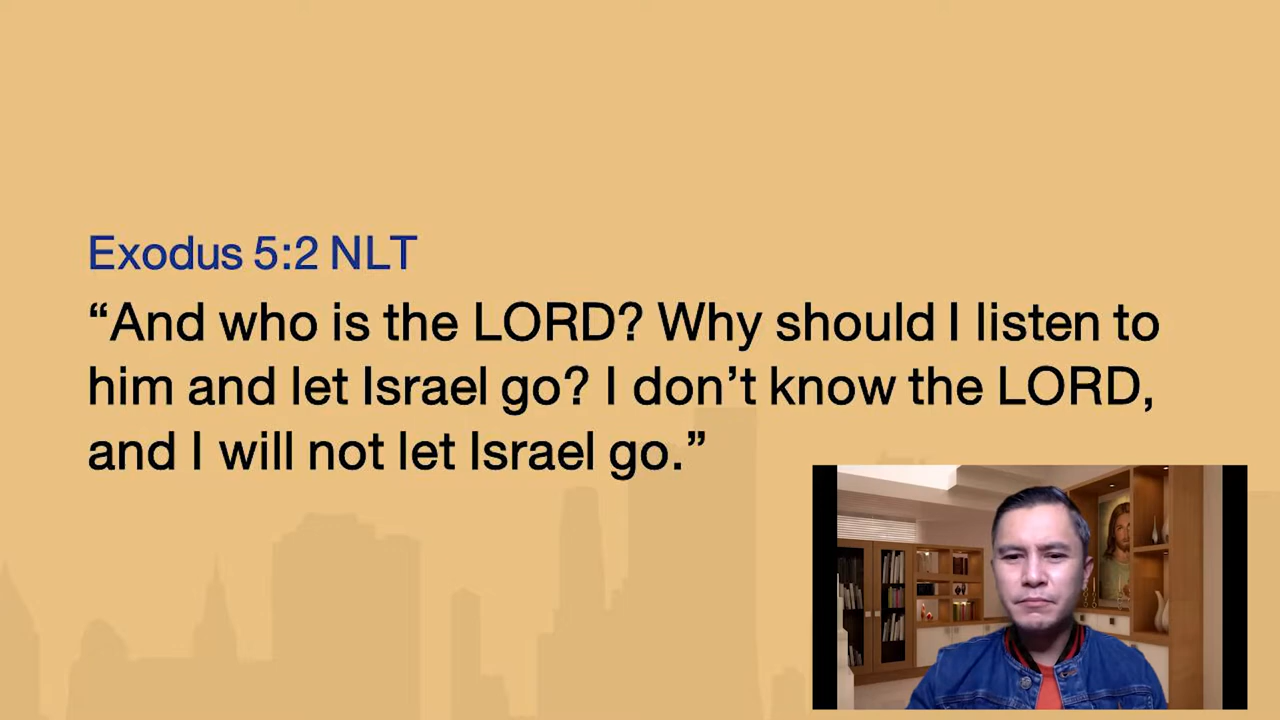 Exodus 5:2 NLT
“And who is the LORD? Why should I listen to
him and let Israel go? I don’t know the LORD,
and I will not let Israel go.”